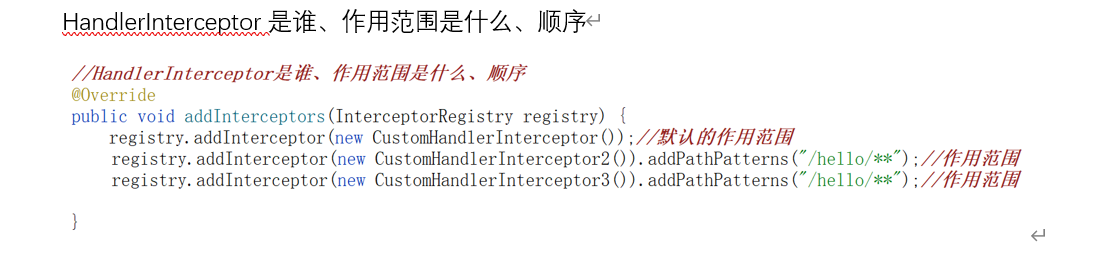 HandlerInterceptor 是谁、作用范围是什么、顺序
//HandlerInterceptor是谁、作用范围是什么、顺序
@Override
public void addInterceptors(InterceptorRegistry registry) {
    registry.addInterceptor(new CustomHandlerInterceptor());//默认的作用范围
    registry.addInterceptor(new CustomHandlerInterceptor2()).addPathPatterns("/hello/**");//作用范围
    registry.addInterceptor(new CustomHandlerInterceptor3()).addPathPatterns("/hello/**");//作用范围
}